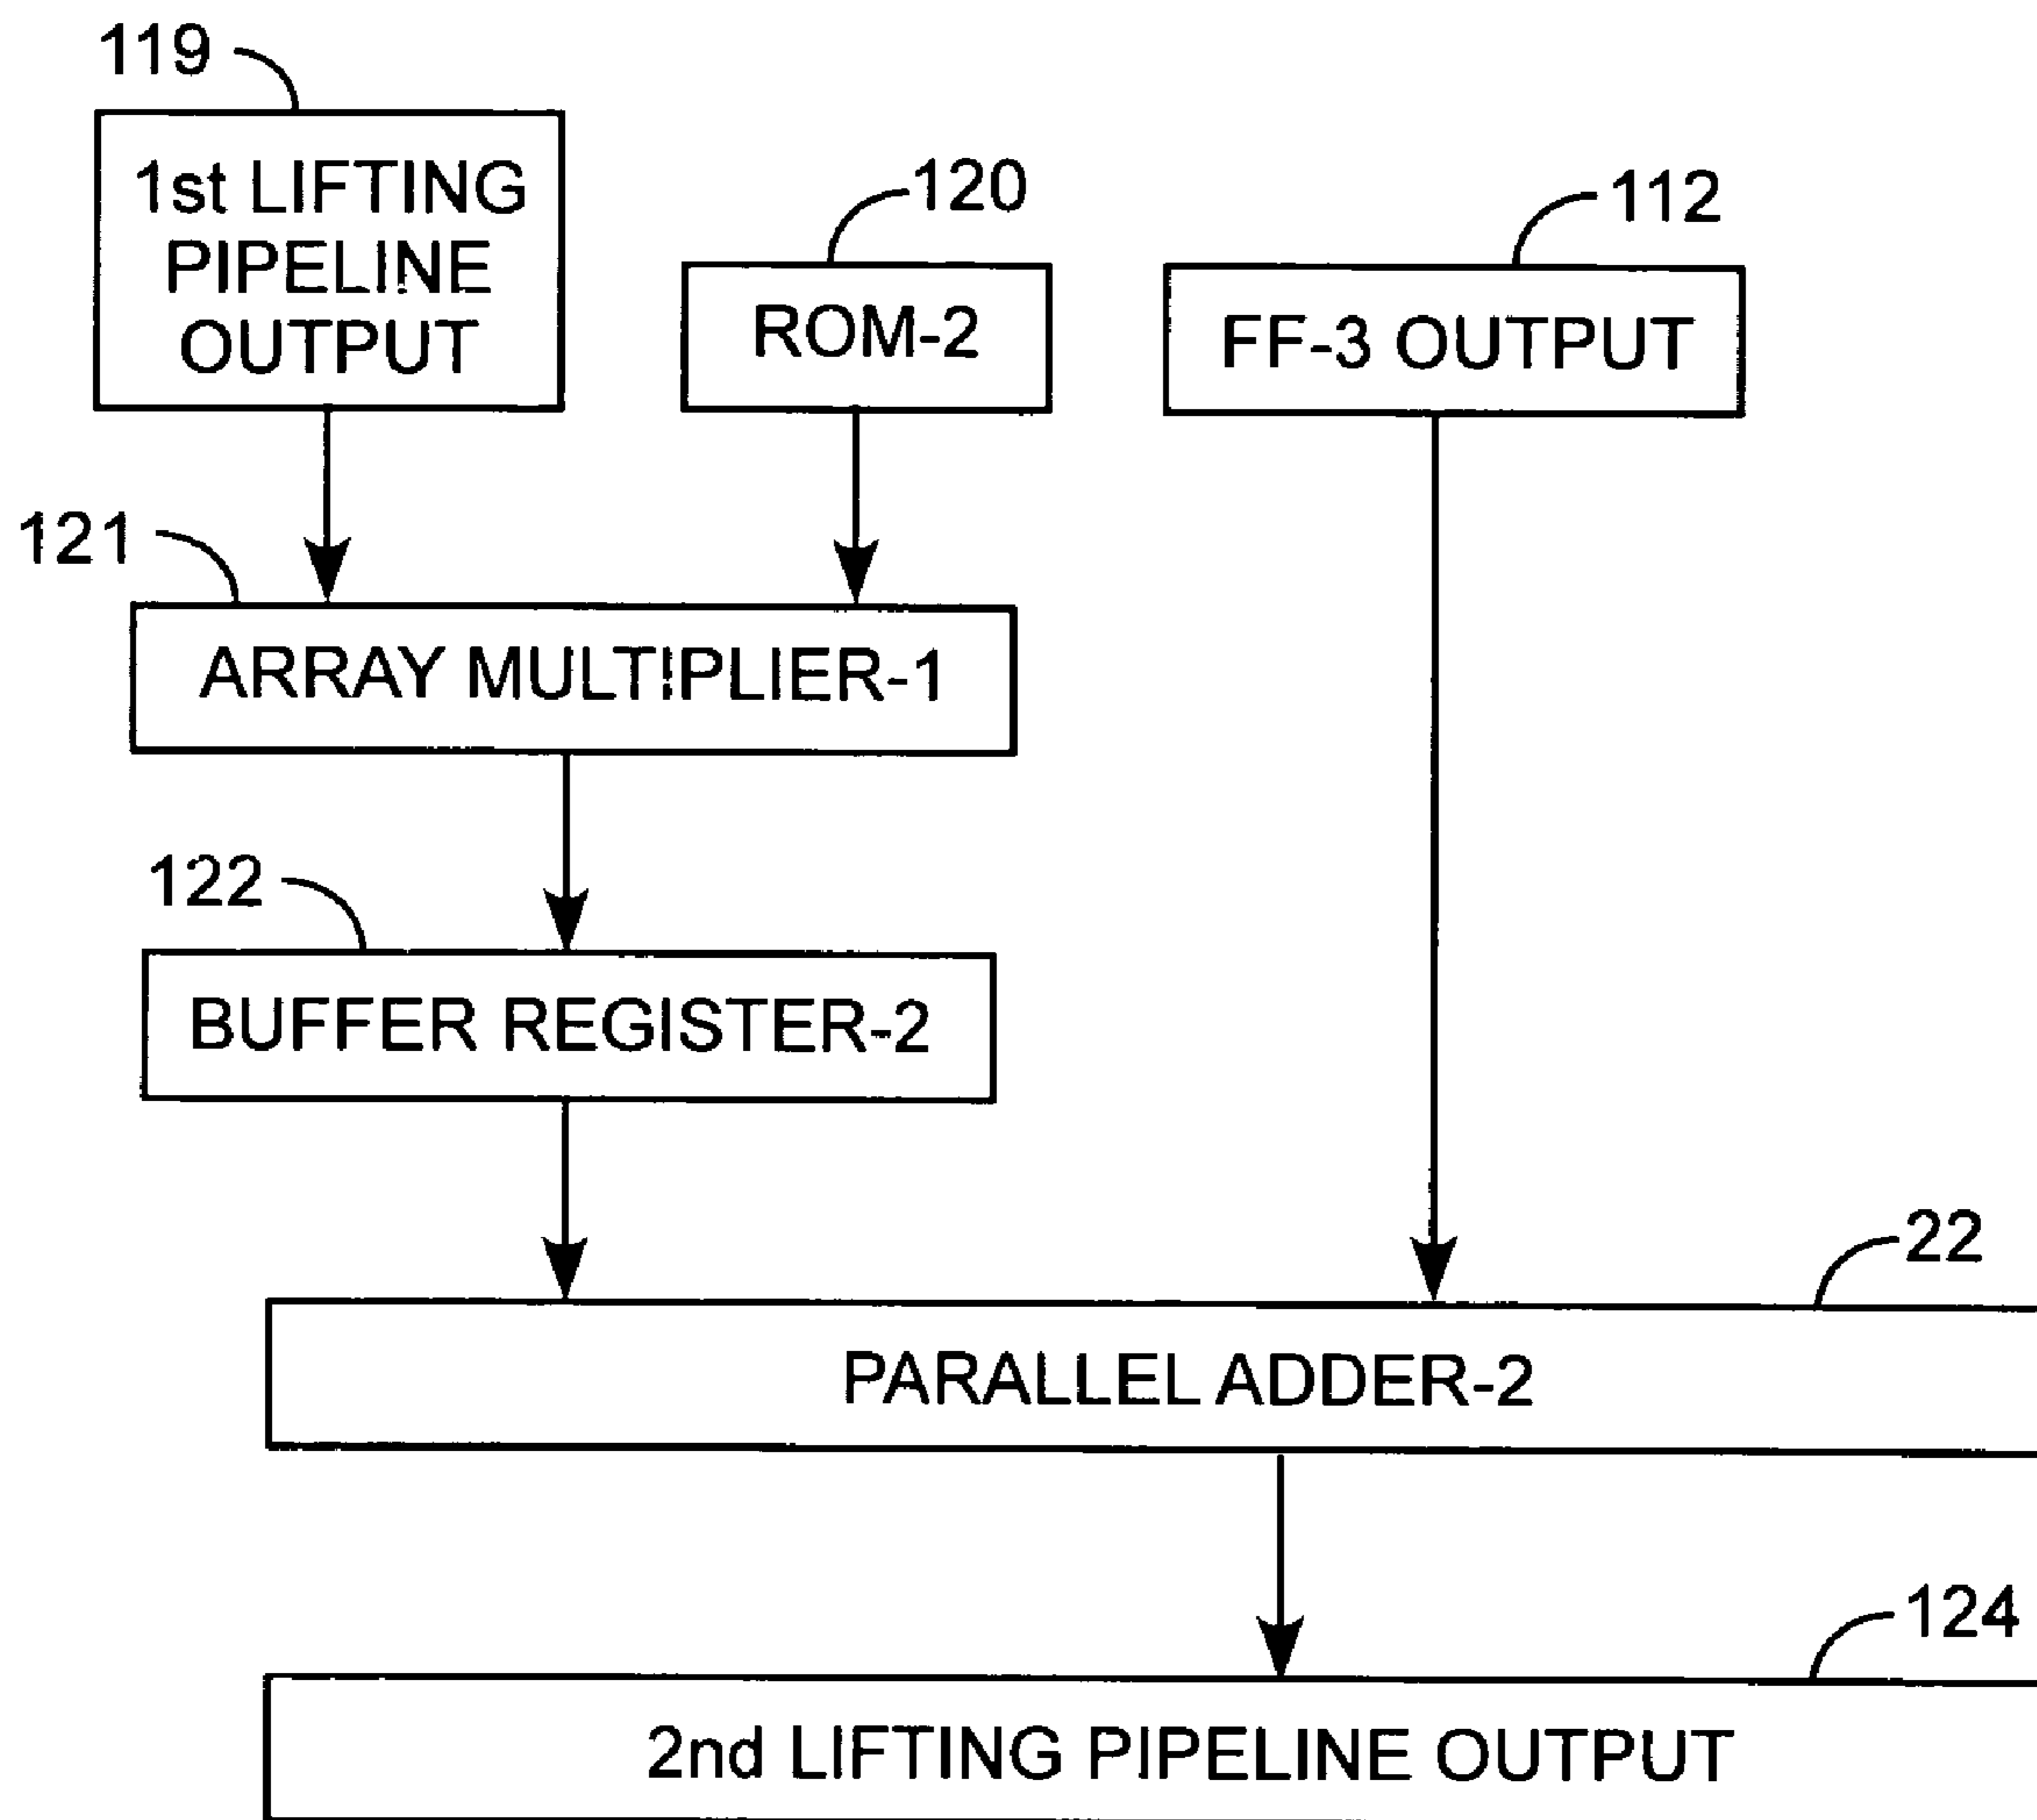 119
1st LIFTING
PIPELINE
OUTPUT
120
ROM-2
112
FF-3 OUTPUT
121
ARRAY MULTIPLIER-1
122
BUFFER REGISTER-2
22
PARALLEL ADDER-2
124
2nd LIFTING PIPELINE OUTPUT